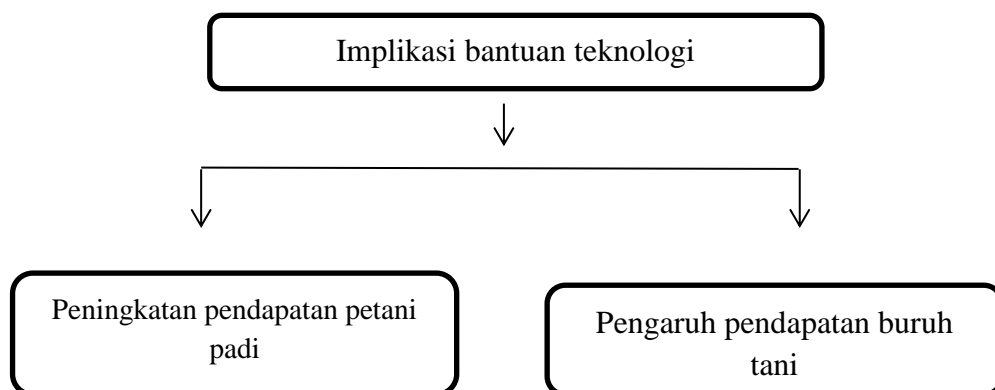 Implikasi bantuan teknologi
Peningkatan pendapatan petani
padi
Pengaruh pendapatan buruh
tani